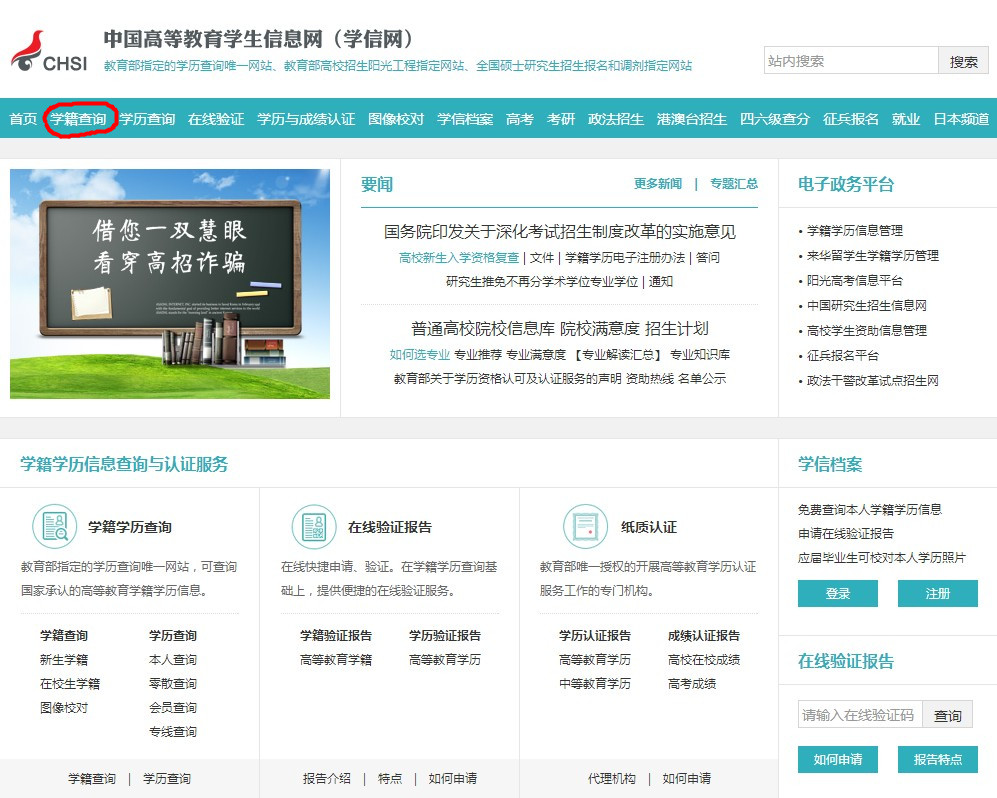 中国高等教育学生信息网（学信网）
CHSI
教育部指定的学历查询唯一网站、教育部高校招生阳光工程指定网站、全国硕士研究生招生报名和调剂指定网站
站内搜索 搜索
首页 学籍查询 学历查询 在线验证 学历与成绩认证 图像校对 学信档案 高考 考研 政法招生 港澳台招生 四六级查分 征兵报名 就业 日本频道
借您一双慧眼
看穿高招诈骗
要闻 更多新闻 | 专题汇总
国务院印发关于深化考试招生制度改革的实施意见
高校新生入学资格复查 | 文件 | 学籍学历电子注册办法 | 答问
研究生推免不再分学术学位专业学位 | 通知
普通高校院校信息库 院校满意度 招生计划
如何选专业 专业推荐 专业满意度 【专业解读汇总】 专业知识库
教育部关于学历资格认可及认证服务的声明 资助热线 名单公示
电子政务平台
• 学籍学历信息管理
• 来华留学生学籍学历管理
• 阳光高考信息平台
• 中国研究生招生信息网
• 高校学生资助信息管理
• 征兵报名平台
• 政法干警改革试点招生网
学籍学历信息查询与认证服务
学籍学历查询
教育部指定的学历查询唯一网站，可查询
国家承认的高等教育学籍学历信息。
学籍查询 学历查询
新生学籍 本人查询
在校生学籍 零散查询
图像校对 会员查询
专线查询
学籍查询 | 学历查询
在线验证报告
在线快捷申请、验证。在学籍学历查询基
础上，提供便捷的在线验证服务。
学籍验证报告 学历验证报告
高等教育学籍 高等教育学历
报告介绍 | 特点 | 如何申请
纸质认证
教育部唯一授权的开展高等教育学历认证
服务工作的专门机构。
学历认证报告 成绩认证报告
高等教育学历 高校在校成绩
中等教育学历 高考成绩
代理机构 | 如何申请
学信档案
免费查询本人学籍学历信息
申请在线验证报告
应届毕业生可校对本人学历照片
登录 注册
在线验证报告
请输入在线验证码 查询
如何申请 报告特点